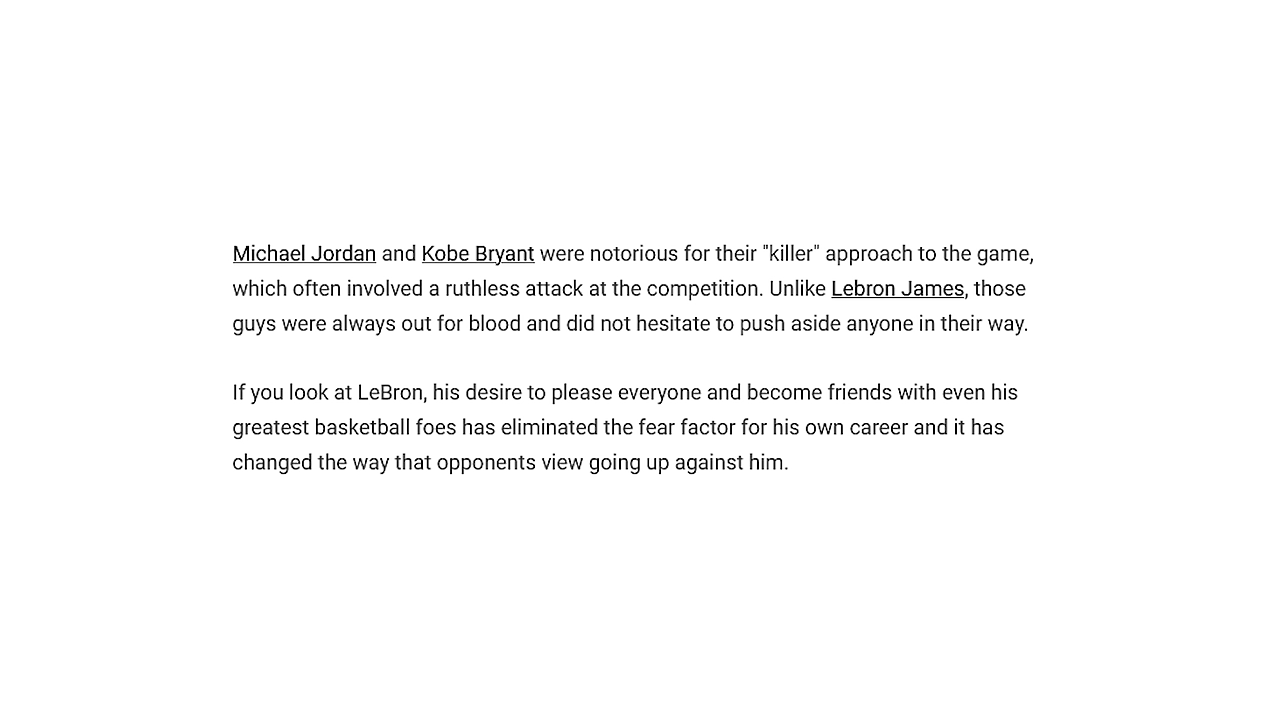 Michael Jordan and Kobe Bryant were notorious for their "killer" approach to the game,
which often involved a ruthless attack at the competition. Unlike Lebron James, those
guys were always out for blood and did not hesitate to push aside anyone in their way.
If you look at LeBron, his desire to please everyone and become friends with even his
greatest basketball foes has eliminated the fear factor for his own career and it has
changed the way that opponents view going up against him.